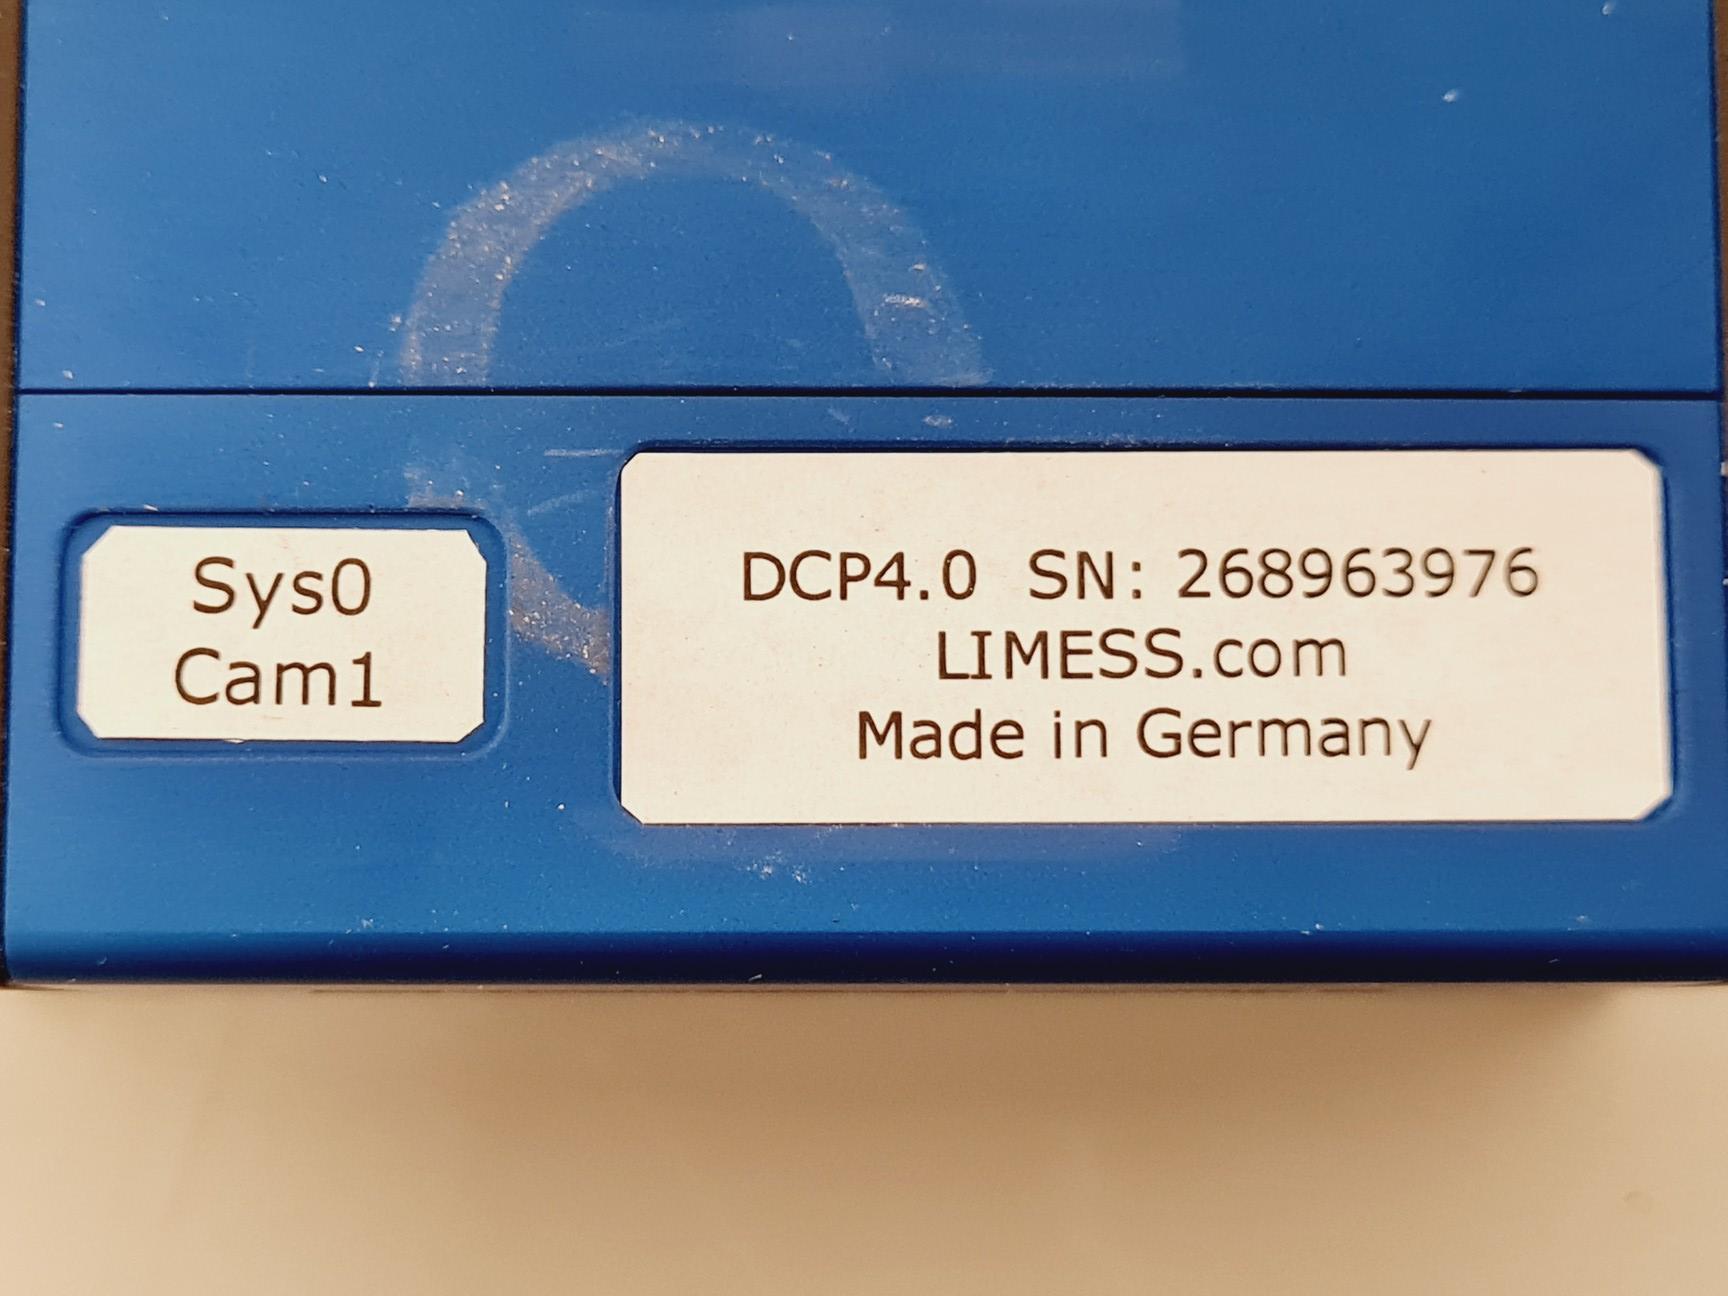 Sys0
Cam1
DCP4.0 SN: 268963976
LIMESS.com
Made in Germany